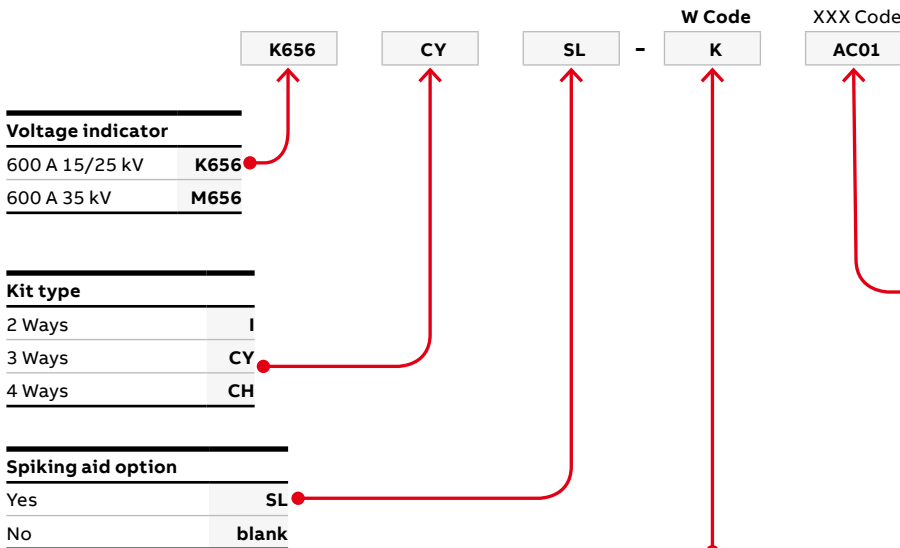 W Code XXX Code
K656 CY SL - K AC01
Voltage indicator
600 A 15/25 kV K656
600 A 35 kV M656
Kit type
2 Ways I
3 Ways CY
4 Ways CH
Spiking aid option
Yes SL
No blank